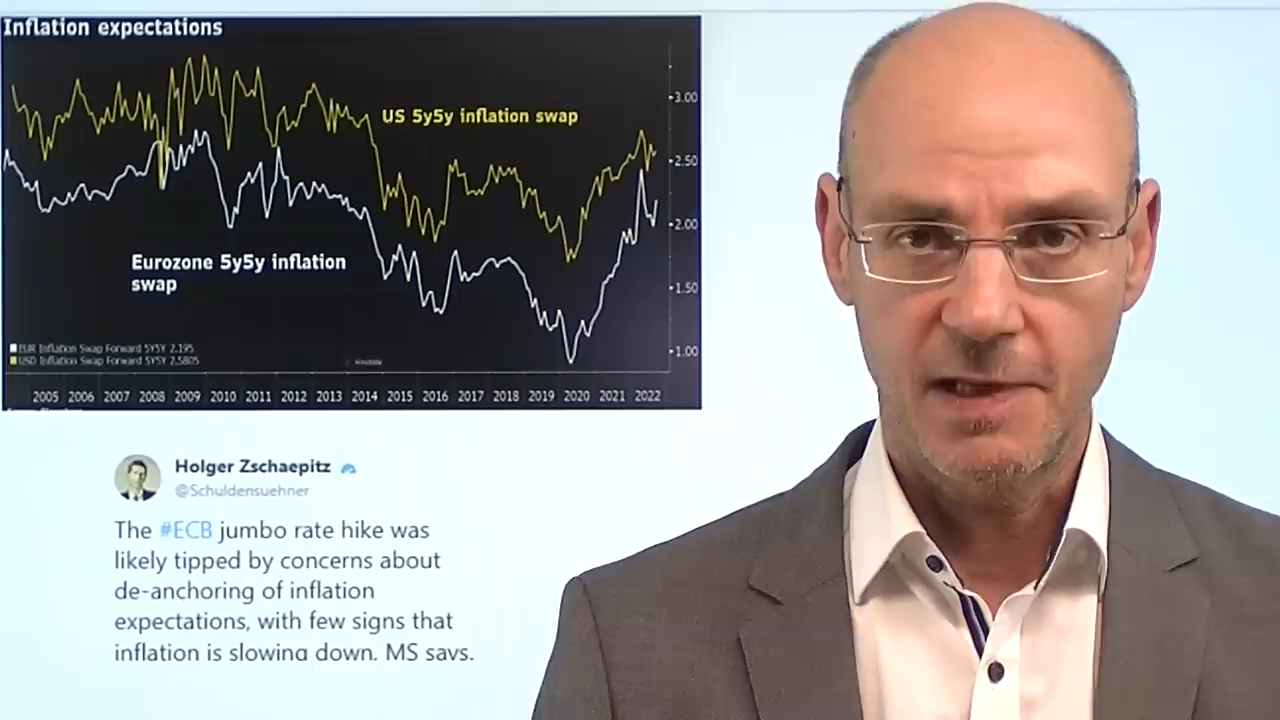 Inflation expectations
3.00
US 5y5y inflation swap
2.50
2.00
Eurozone 5y5y inflation
swap
1.50
EUR Inflation Swap Forward 5Y5Y 2.195
1.00
USD Inflation Swap Forward 5Y5Y 2.5805
2005 2006 2007 2008 2009 2010 2011 2012 2013 2014 2015 2016 2017 2018 2019 2020 2021 2022
Holger Zschaepitz
@Schuldensuehner
The #ECB jumbo rate hike was
likely tipped by concerns about
de-anchoring of inflation
expectations, with few signs that
inflation is slowing down, MS says.